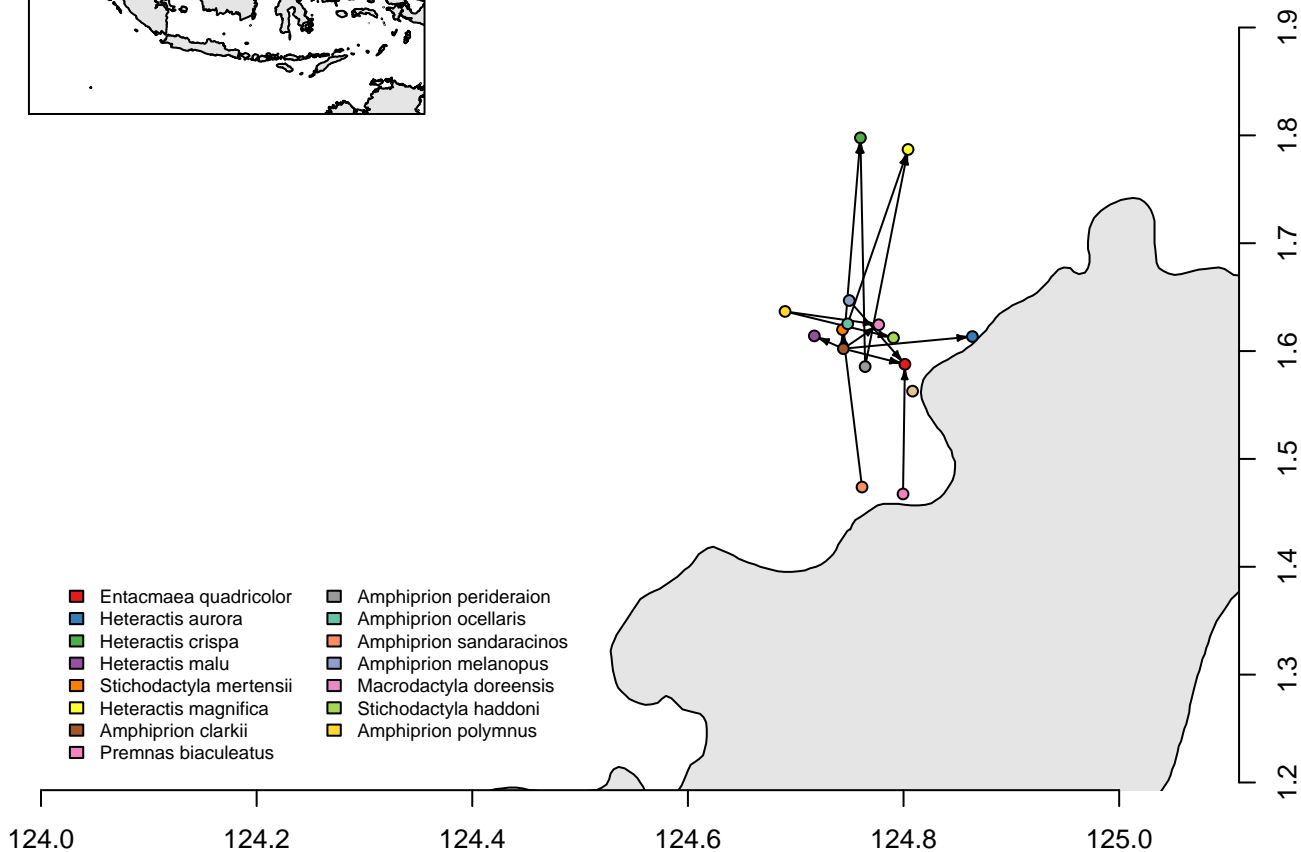 1.9
1.8
1.7
1.6
1.5
1.4
1.3
1.2
Entacmaea quadricolor
Heteractis aurora
Heteractis crispa
Heteractis malu
Stichodactyla mertensii
Heteractis magnifica
Amphiprion clarkii
Premnas biaculeatus
Amphiprion perideraion
Amphiprion ocellaris
Amphiprion sandaracinos
Amphiprion melanopus
Macrodactyla doreensis
Stichodactyla haddoni
Amphiprion polymnus
124.0 124.2 124.4 124.6 124.8 125.0